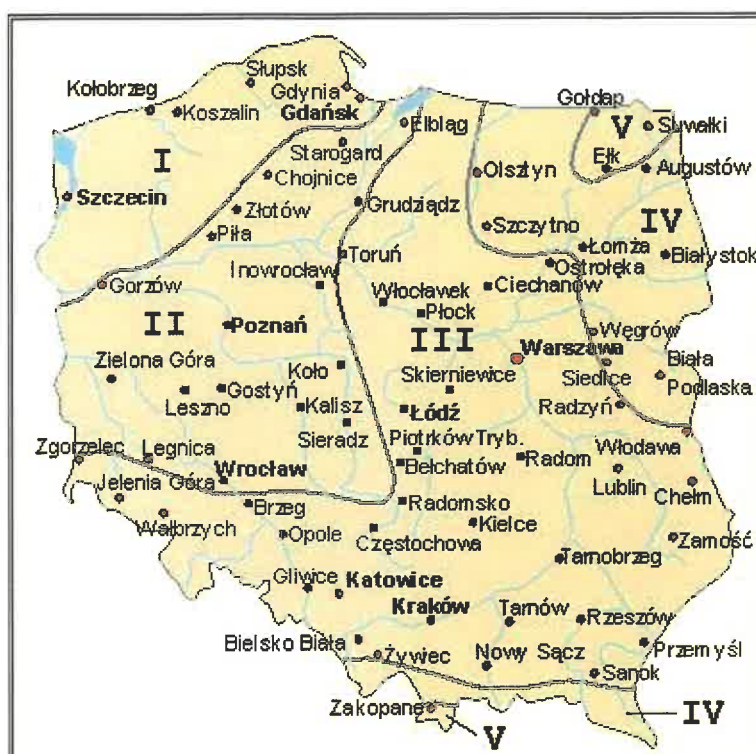 Słupsk
Gdynia
Kołobrzeg
Koszalin
Gdańsk
Gołdap
V
Suwałki
Elbląg
I
Starogard
Ełk
Augustów
Chojnice
Olsztyn
Szczecin
Złotów
Grudziądz
IV
Piła
Szczytno
Łomża
Toruń
Białystok
Ostrołęka
Gorzów
Inowrocław
Włocławek
Ciechanów
Płock
II
Poznań
III
Węgrów
Warszawa
Zielona Góra
Koło
Skierniewice
Siedlce
Biała
Podlaska
Leszno
Gostyń
Kalisz
Łódź
Radzyń
Sieradz
Piotrków Tryb.
Włodawa
Zgorzelec
Legnica
Wrocław
Bełchatów
Radom
Lublin
Jelenia Góra
Chełm
Brzeg
Radomsko
Wałbrzych
Opole
Częstochowa
Kielce
Zamość
Tarnobrzeg
Gliwice
Katowice
Kraków
Tarnów
Rzeszów
Bielsko Biała
Żywiec
Nowy Sącz
Przemyśl
Sanok
Zakopane
V
IV